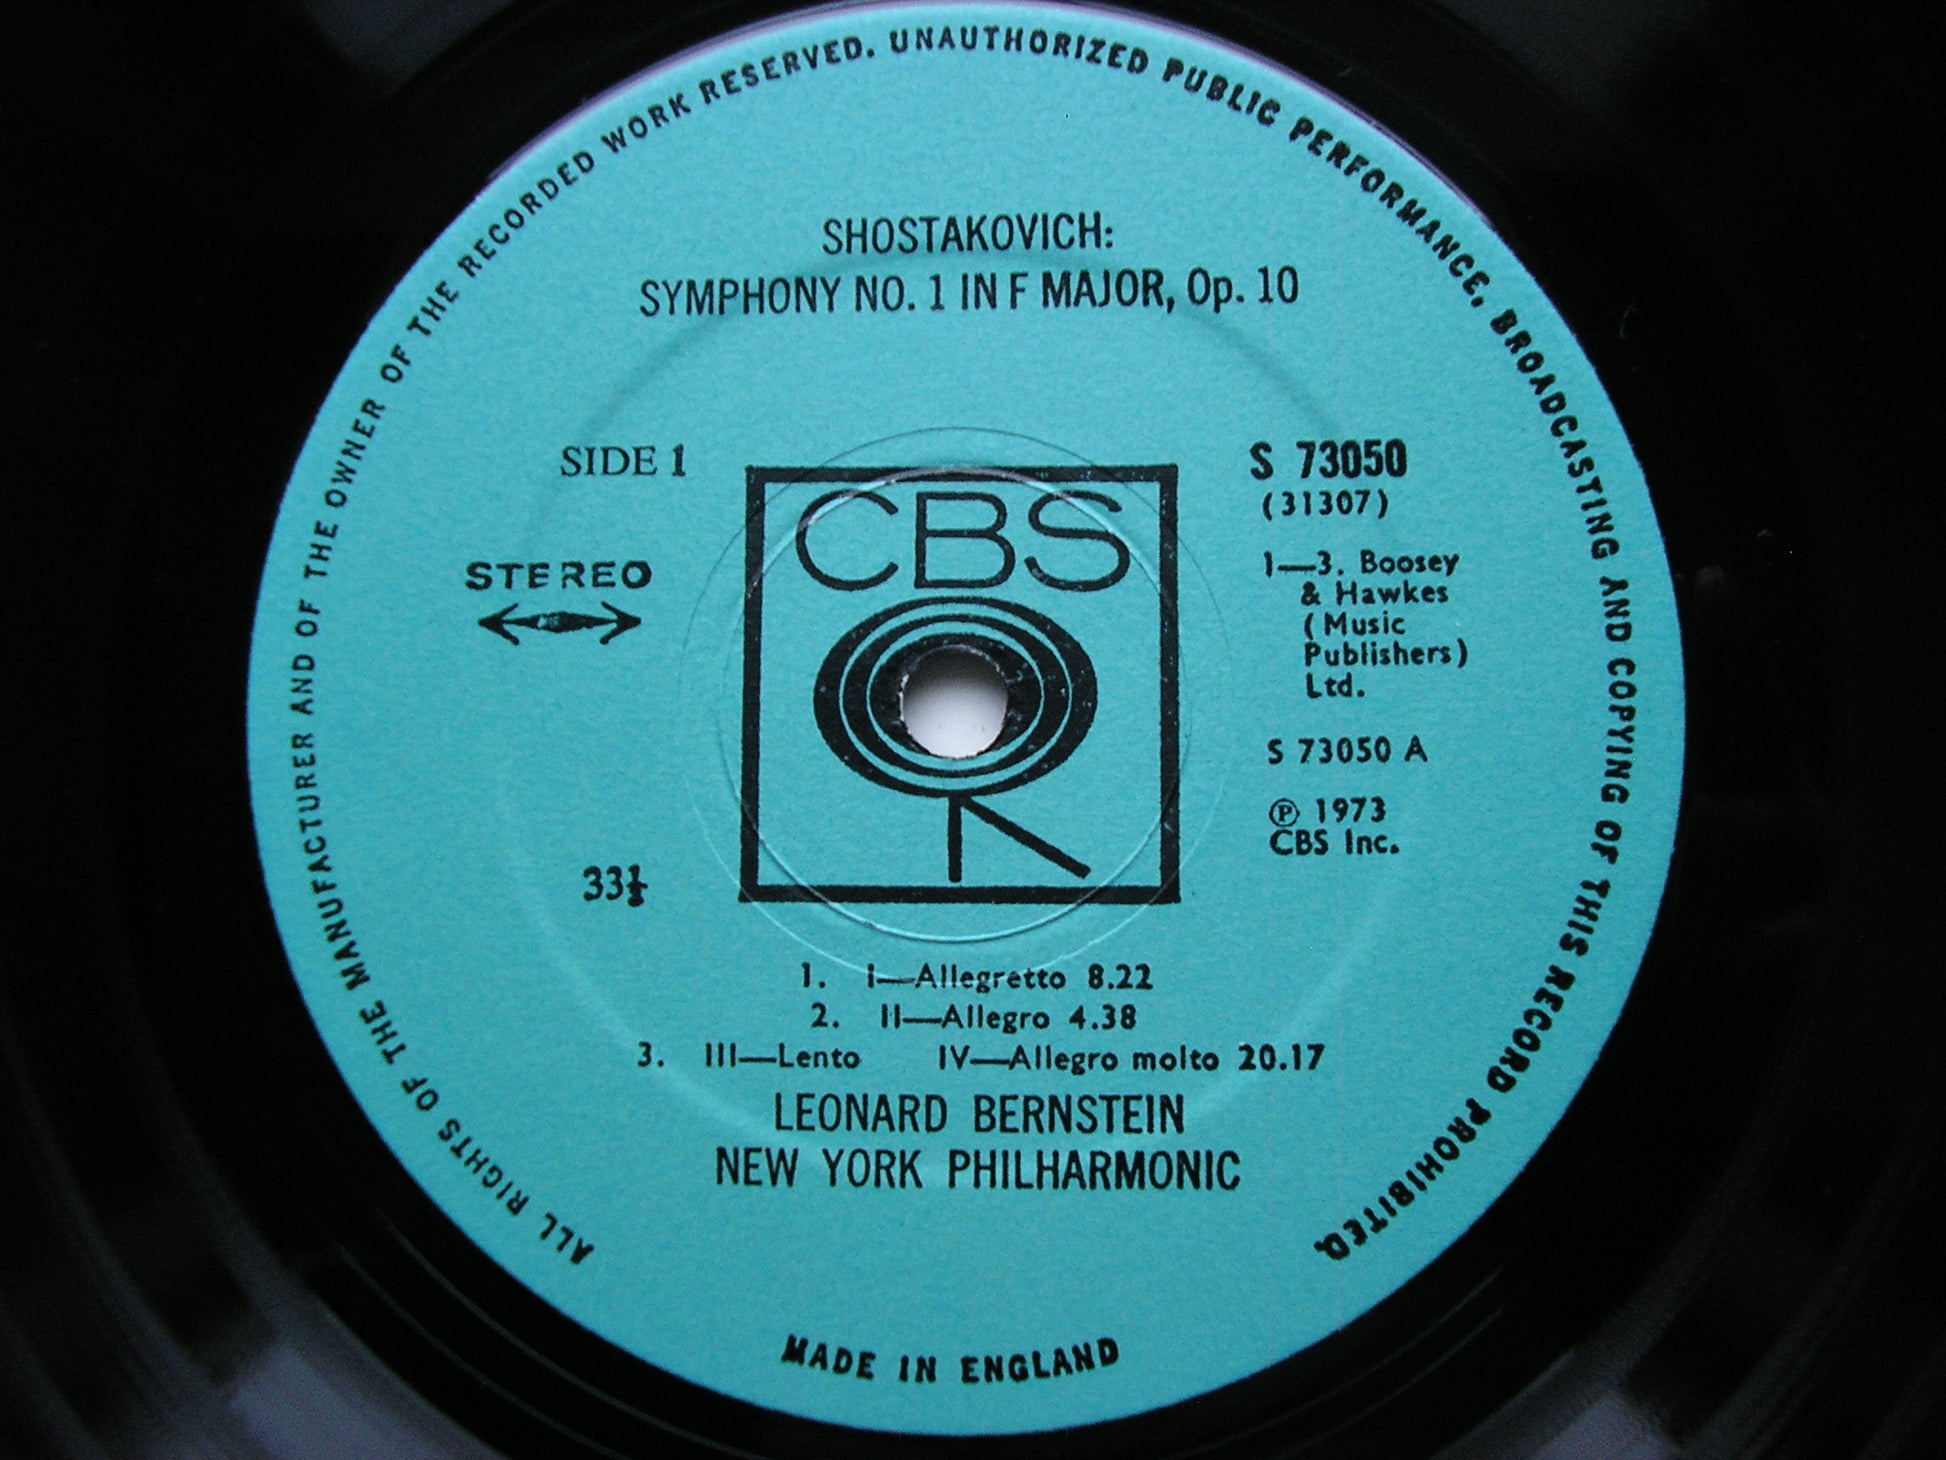 ALL RIGHTS OF THE MANUFACTURER AND OF THE OWNER OF THE RECORDED WORK RESERVED. UNAUTHORIZED PUBLIC PERFORMANCE, BROADCASTING AND COPYING OF THIS RECORD PROHIBITED.
SHOSTAKOVICH:
SYMPHONY NO. 1 IN F MAJOR, Op. 10
SIDE 1
STEREO
33⅓
CBS
S 73050
(31307)
1—3. Boosey
& Hawkes
(Music
Publishers)
Ltd.
S 73050 A
Ⓟ 1973
CBS Inc.
1. I—Allegretto 8.22
2. II—Allegro 4.38
3. III—Lento IV—Allegro molto 20.17
LEONARD BERNSTEIN
NEW YORK PHILHARMONIC
MADE IN ENGLAND